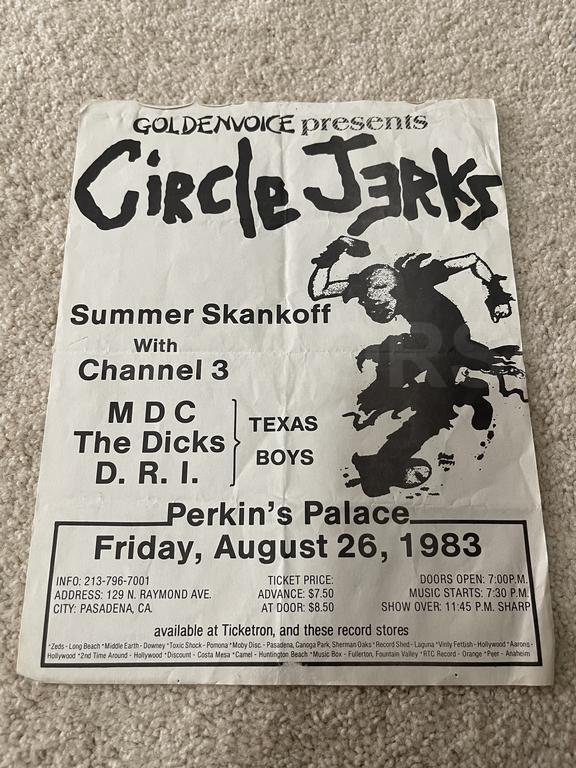 GOLDENVOICE presents
CIRCLE JERKS
Summer Skankoff
With
Channel 3
M D C
The Dicks
D. R. I.
TEXAS
BOYS
Perkin's Palace
Friday, August 26, 1983
INFO: 213-796-7001
ADDRESS: 129 N. RAYMOND AVE.
CITY: PASADENA, CA.
TICKET PRICE:
ADVANCE: $7.50
AT DOOR: $8.50
DOORS OPEN: 7:00P.M.
MUSIC STARTS: 7:30 P.M.
SHOW OVER: 11:45 P.M. SHARP
available at Ticketron, and these record stores
*Zeds - Long Beach *Middle Earth - Downey *Toxic Shock - Pomona *Moby Disc. - Pasadena, Canoga Park, Sherman Oaks *Record Shed - Laguna *Vinly Fettish - Hollywood *Aarons -
Hollywood *2nd Time Around - Hollywood *Discount - Costa Mesa *Camel - Huntington Beach *Music Box - Fullerton, Fountain Valley *RTC Record - Orange *Peer - Anaheim